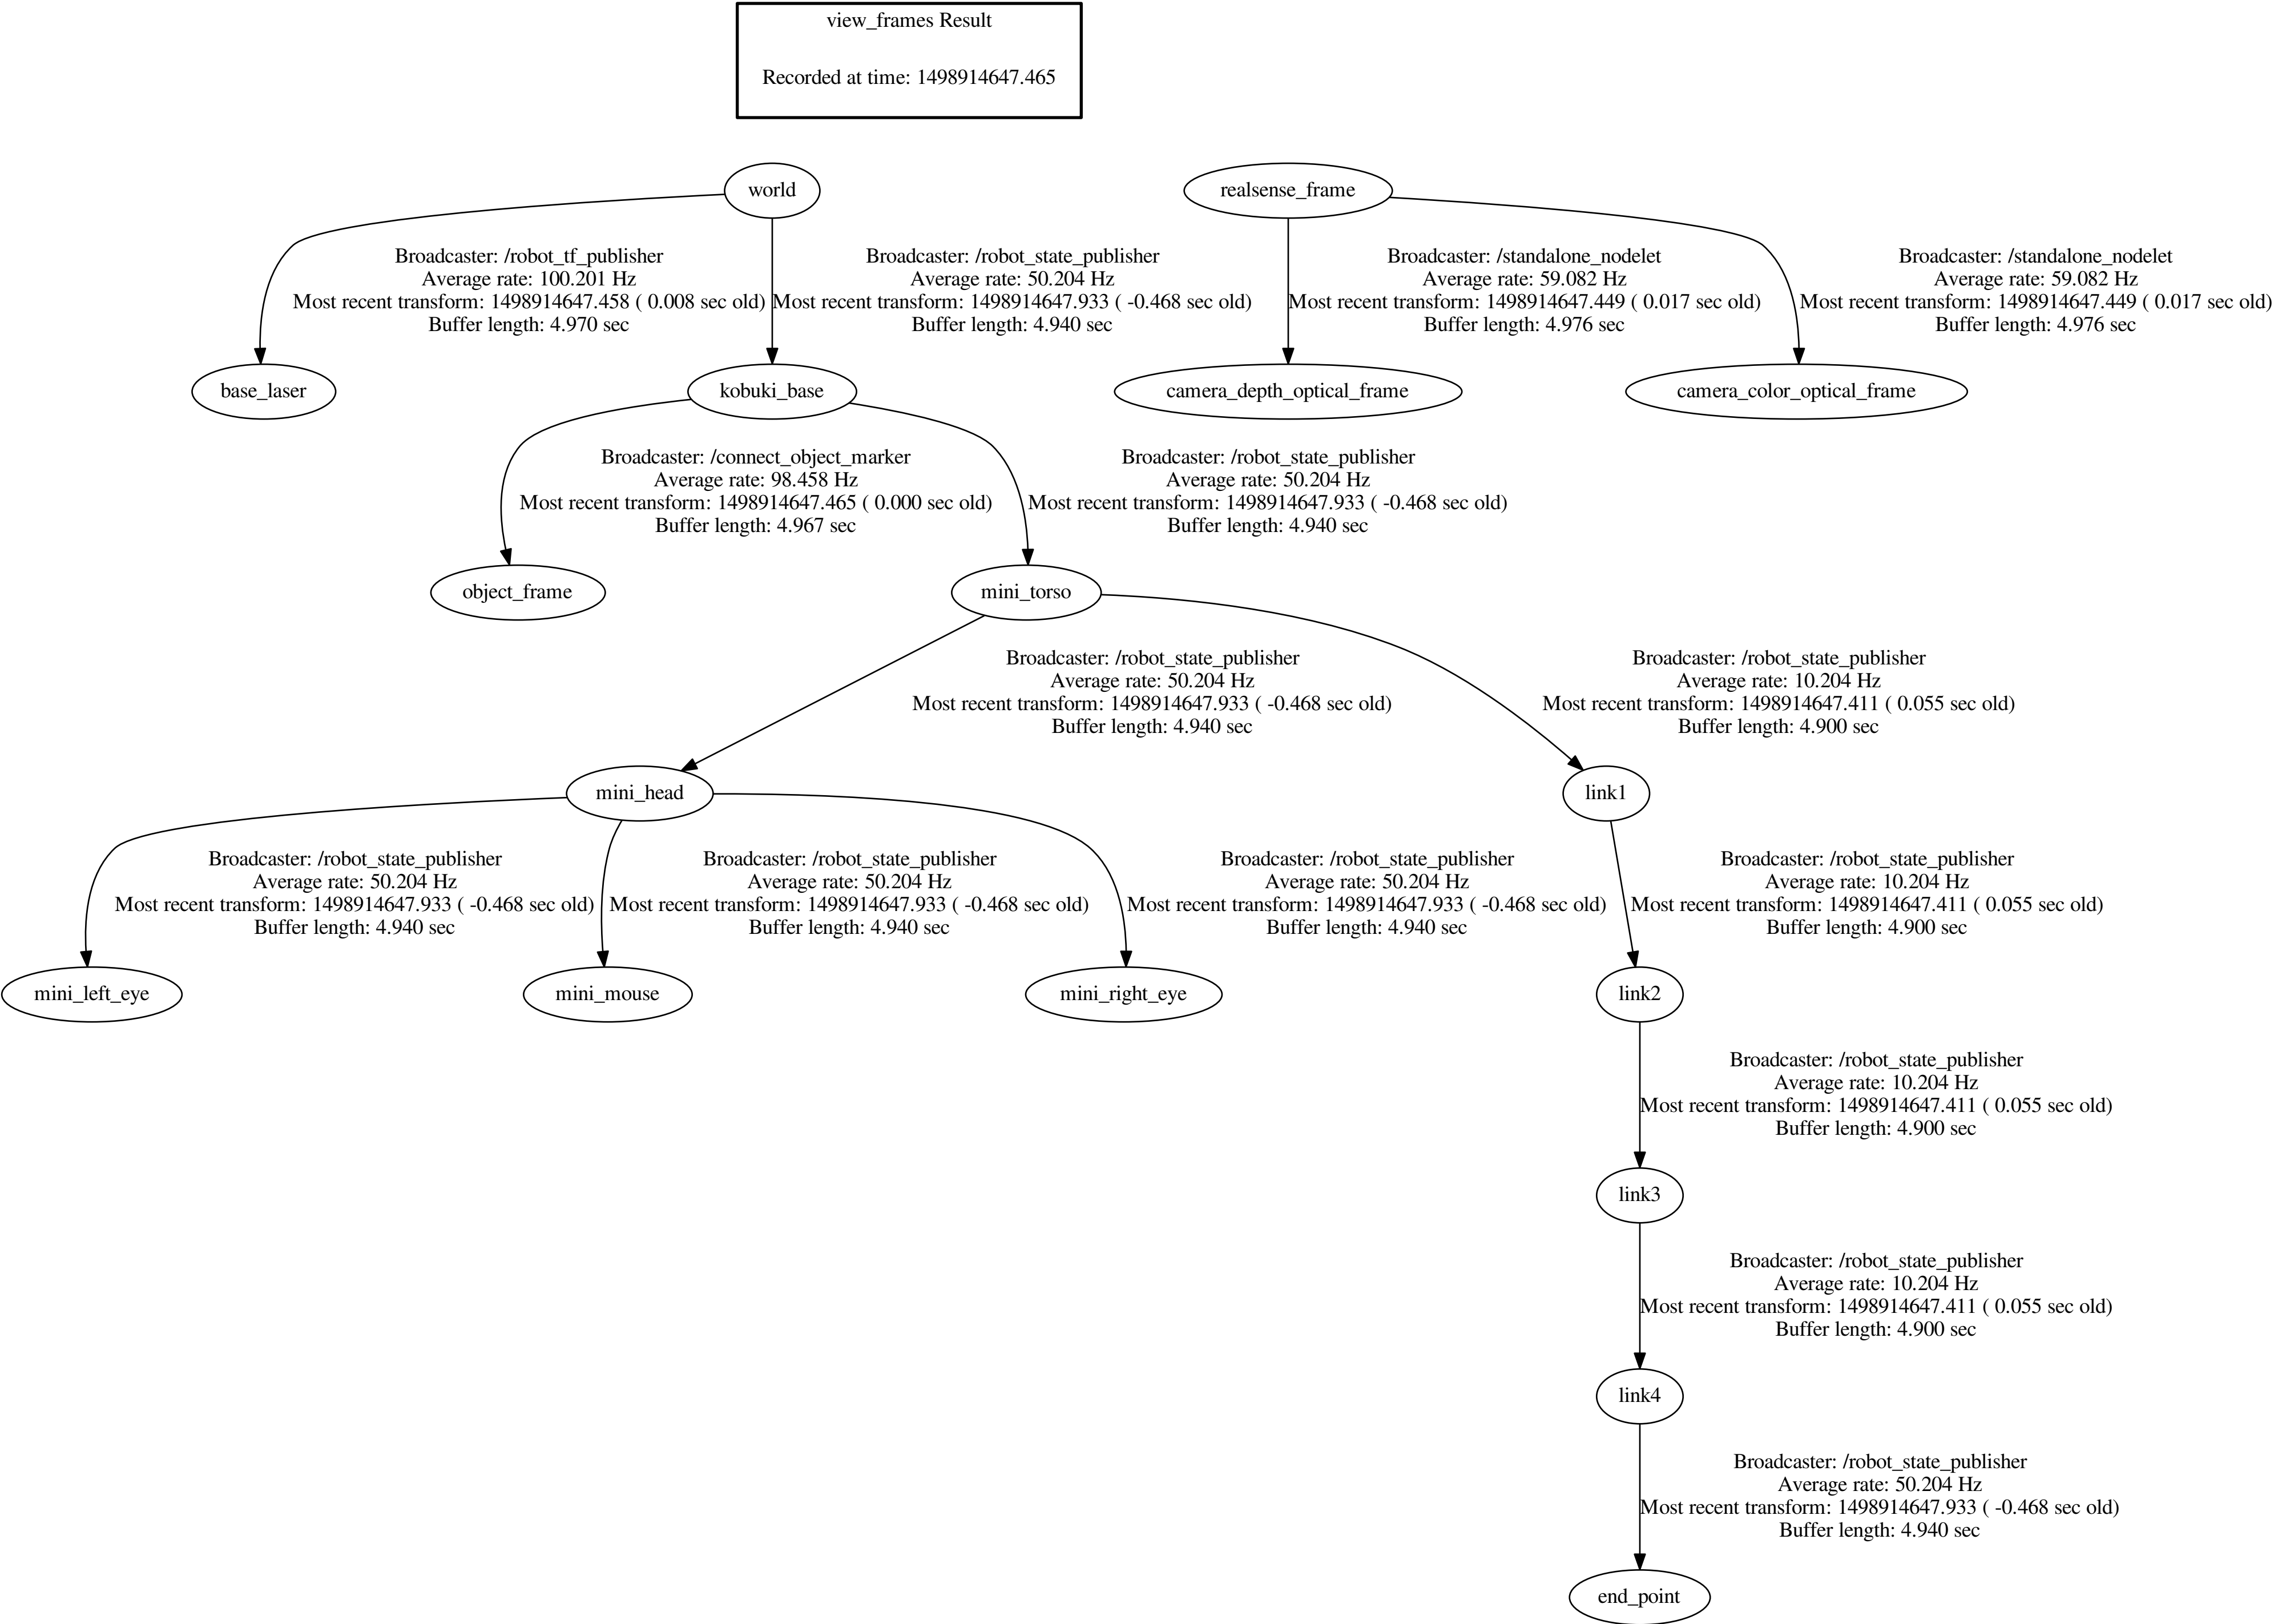 view_frames Result
Recorded at time: 1498914647.465
world
realsense_frame
Broadcaster: /robot_tf_publisher
Average rate: 100.201 Hz
Most recent transform: 1498914647.458 ( 0.008 sec old)
Buffer length: 4.970 sec
Broadcaster: /robot_state_publisher
Average rate: 50.204 Hz
Most recent transform: 1498914647.933 ( -0.468 sec old)
Buffer length: 4.940 sec
Broadcaster: /standalone_nodelet
Average rate: 59.082 Hz
Most recent transform: 1498914647.449 ( 0.017 sec old)
Buffer length: 4.976 sec
Broadcaster: /standalone_nodelet
Average rate: 59.082 Hz
Most recent transform: 1498914647.449 ( 0.017 sec old)
Buffer length: 4.976 sec
base_laser
kobuki_base
camera_depth_optical_frame
camera_color_optical_frame
Broadcaster: /connect_object_marker
Average rate: 98.458 Hz
Most recent transform: 1498914647.465 ( 0.000 sec old)
Buffer length: 4.967 sec
Broadcaster: /robot_state_publisher
Average rate: 50.204 Hz
Most recent transform: 1498914647.933 ( -0.468 sec old)
Buffer length: 4.940 sec
object_frame
mini_torso
Broadcaster: /robot_state_publisher
Average rate: 50.204 Hz
Most recent transform: 1498914647.933 ( -0.468 sec old)
Buffer length: 4.940 sec
Broadcaster: /robot_state_publisher
Average rate: 10.204 Hz
Most recent transform: 1498914647.411 ( 0.055 sec old)
Buffer length: 4.900 sec
mini_head
link1
Broadcaster: /robot_state_publisher
Average rate: 50.204 Hz
Most recent transform: 1498914647.933 ( -0.468 sec old)
Buffer length: 4.940 sec
Broadcaster: /robot_state_publisher
Average rate: 50.204 Hz
Most recent transform: 1498914647.933 ( -0.468 sec old)
Buffer length: 4.940 sec
Broadcaster: /robot_state_publisher
Average rate: 50.204 Hz
Most recent transform: 1498914647.933 ( -0.468 sec old)
Buffer length: 4.940 sec
Broadcaster: /robot_state_publisher
Average rate: 10.204 Hz
Most recent transform: 1498914647.411 ( 0.055 sec old)
Buffer length: 4.900 sec
mini_left_eye
mini_mouse
mini_right_eye
link2
Broadcaster: /robot_state_publisher
Average rate: 10.204 Hz
Most recent transform: 1498914647.411 ( 0.055 sec old)
Buffer length: 4.900 sec
link3
Broadcaster: /robot_state_publisher
Average rate: 10.204 Hz
Most recent transform: 1498914647.411 ( 0.055 sec old)
Buffer length: 4.900 sec
link4
Broadcaster: /robot_state_publisher
Average rate: 50.204 Hz
Most recent transform: 1498914647.933 ( -0.468 sec old)
Buffer length: 4.940 sec
end_point